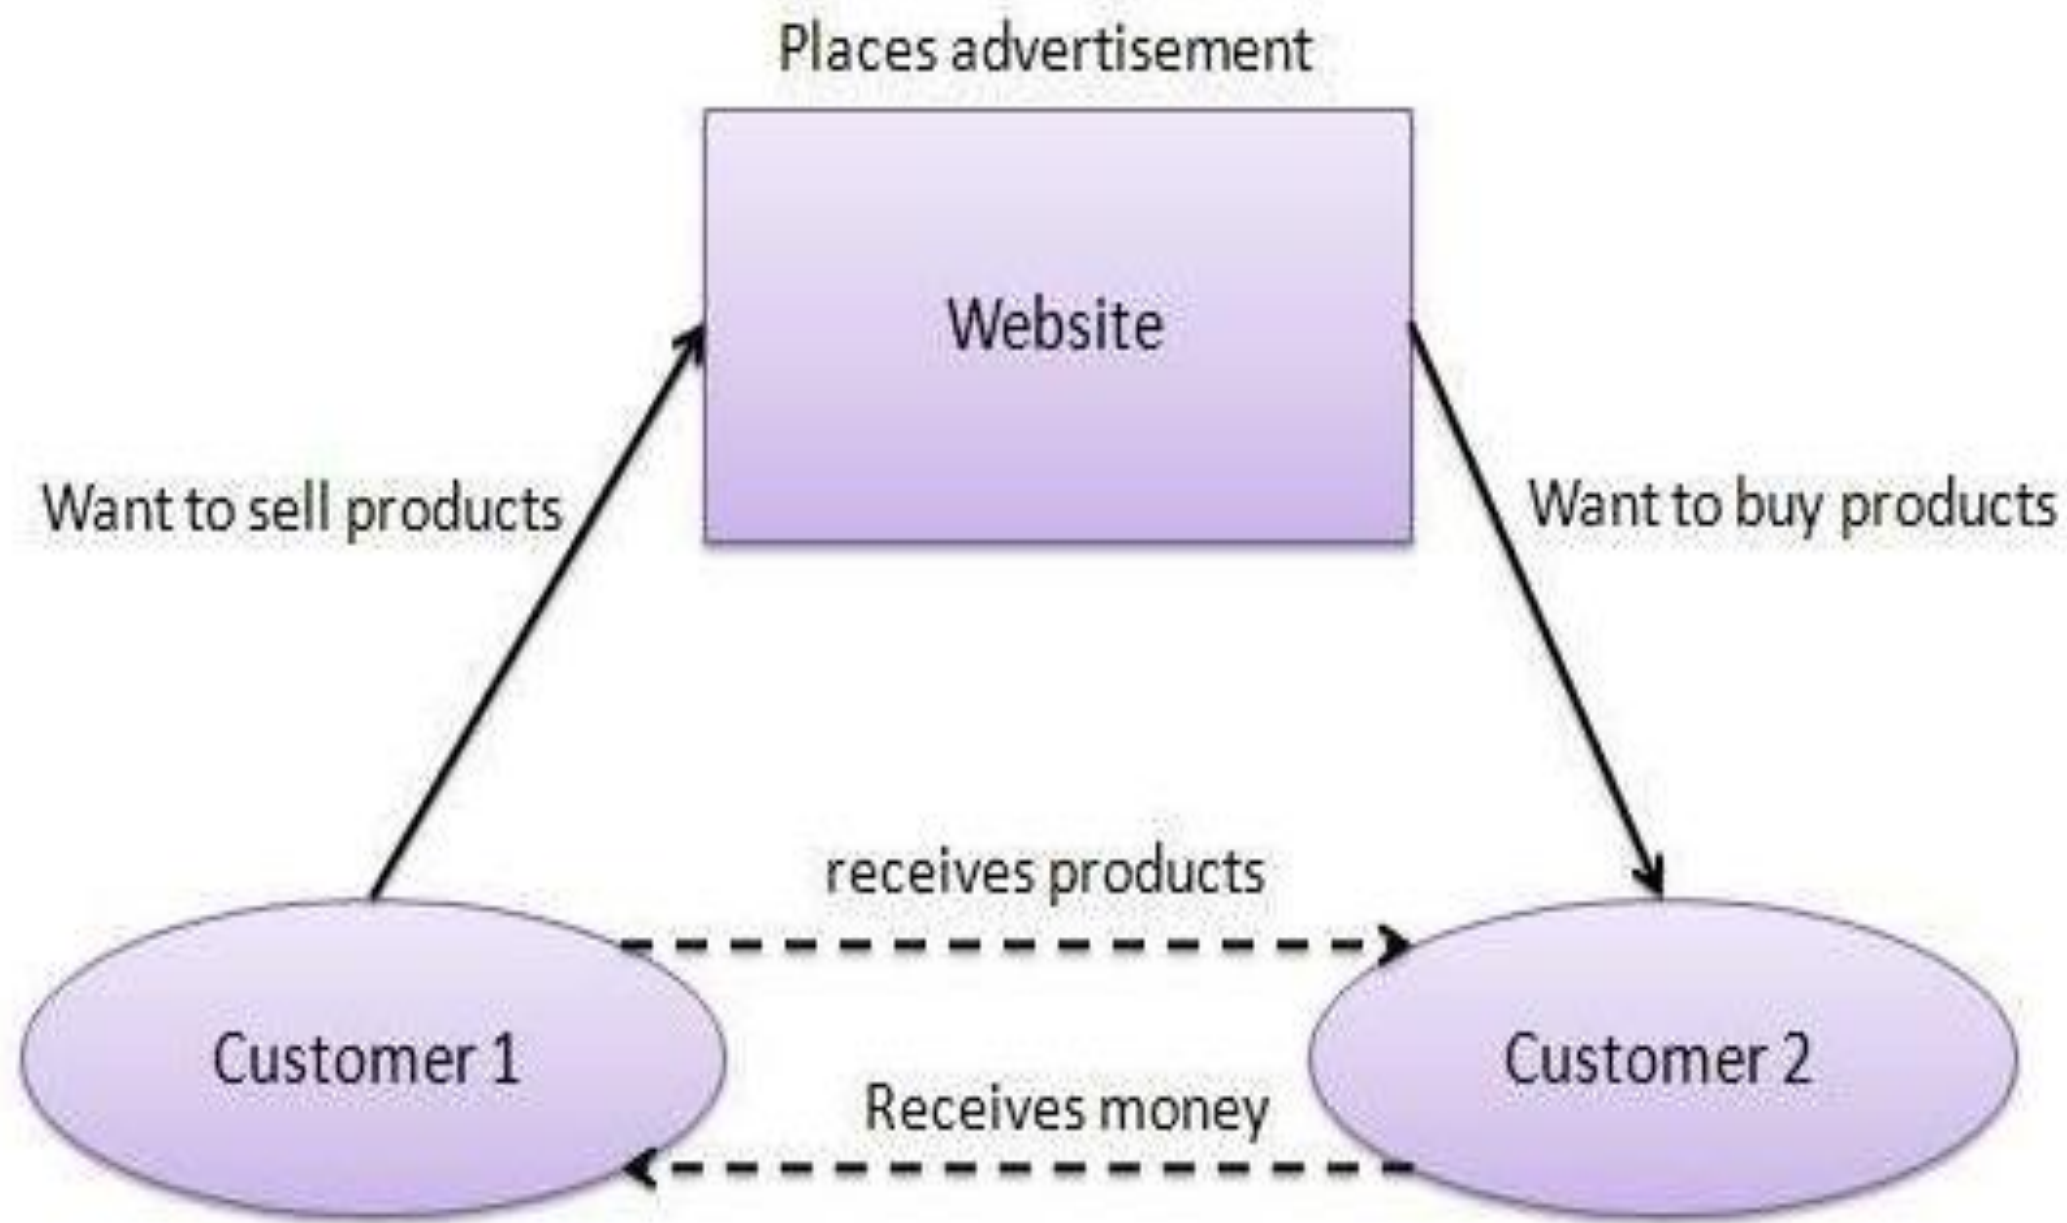 Places advertisement
Website
Want to sell products
Want to buy products
receives products
Customer 1
Customer 2
Receives money